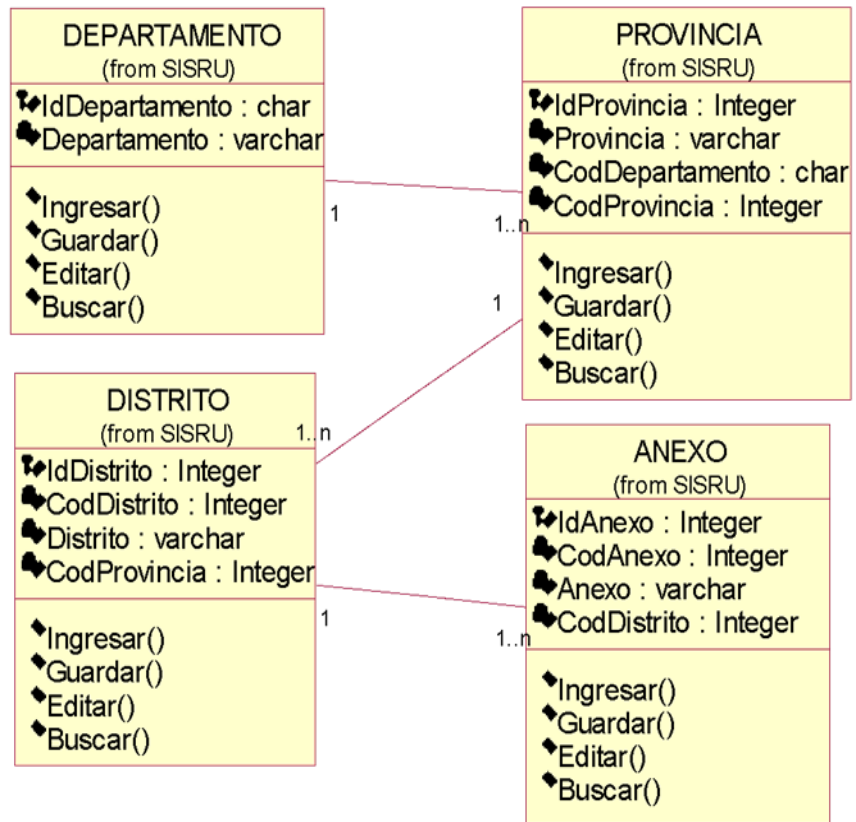 DEPARTAMENTO
(from SISRU)
IdDepartamento : char
Departamento : varchar
Ingresar()
Guardar()
Editar()
Buscar()
1
1..n
PROVINCIA
(from SISRU)
IdProvincia : Integer
Provincia : varchar
CodDepartamento : char
CodProvincia : Integer
Ingresar()
Guardar()
Editar()
Buscar()
1
1..n
DISTRITO
(from SISRU)
IdDistrito : Integer
CodDistrito : Integer
Distrito : varchar
CodProvincia : Integer
Ingresar()
Guardar()
Editar()
Buscar()
1
1..n
ANEXO
(from SISRU)
IdAnexo : Integer
CodAnexo : Integer
Anexo : varchar
CodDistrito : Integer
Ingresar()
Guardar()
Editar()
Buscar()